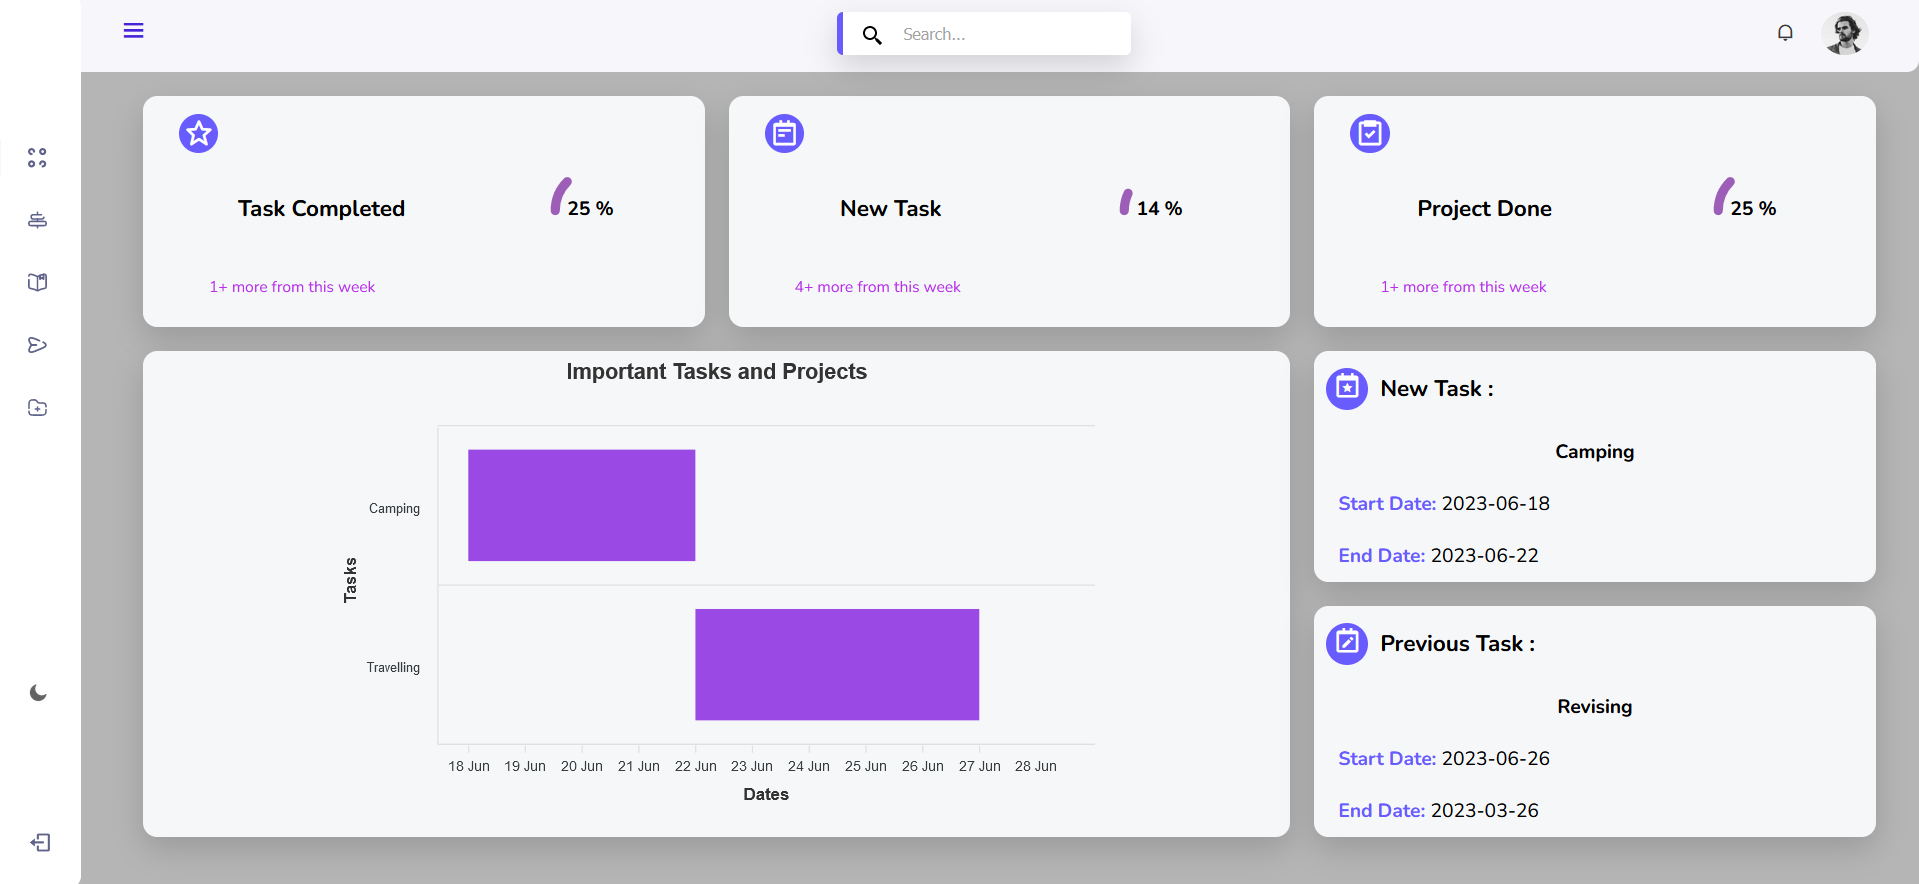 Search...
Task Completed
25 %
1+ more from this week
New Task
14 %
4+ more from this week
Project Done
25 %
1+ more from this week
Important Tasks and Projects
Tasks
Camping
Travelling
18 Jun 19 Jun 20 Jun 21 Jun 22 Jun 23 Jun 24 Jun 25 Jun 26 Jun 27 Jun 28 Jun
Dates
New Task :
Camping
Start Date: 2023-06-18
End Date: 2023-06-22
Previous Task :
Revising
Start Date: 2023-06-26
End Date: 2023-03-26